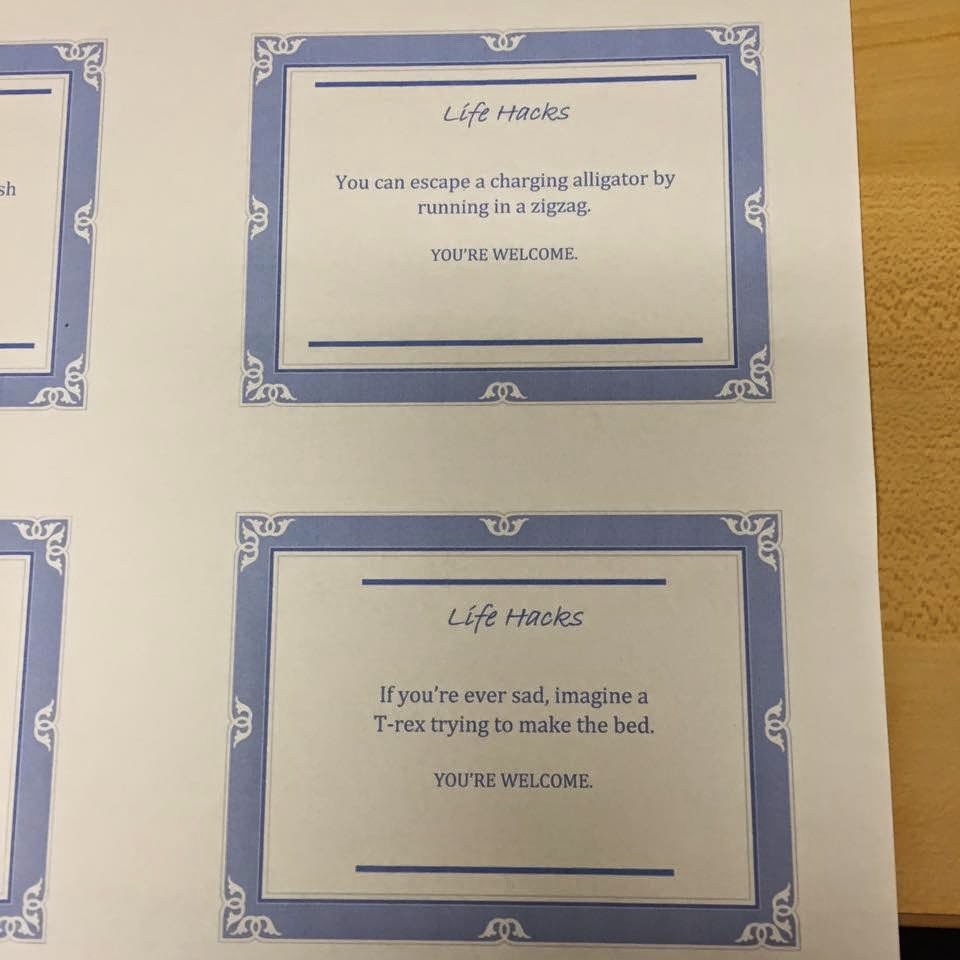 sh
Life Hacks
You can escape a charging alligator by
running in a zigzag.
YOU'RE WELCOME.
Life Hacks
If you're ever sad, imagine a
T-rex trying to make the bed.
YOU'RE WELCOME.